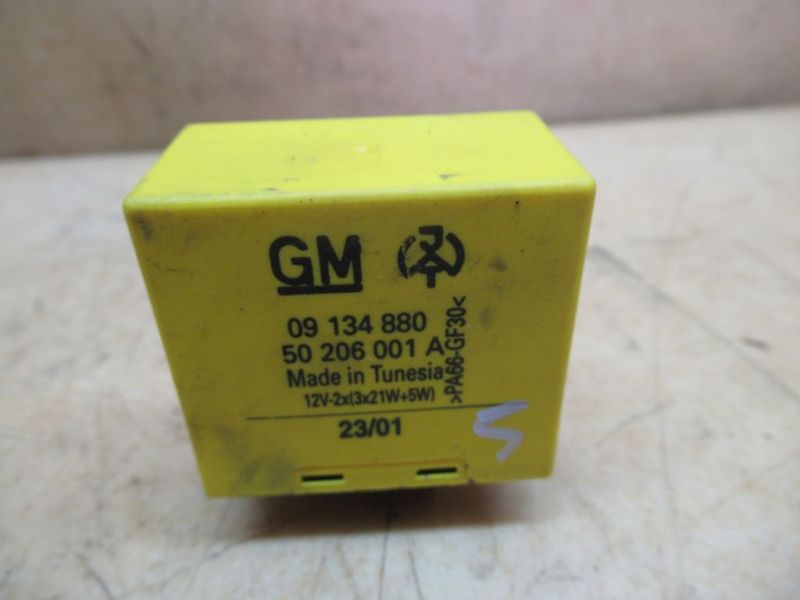 GM
09 134 880
50 206 001 A
Made in Tunesia
12V-2x(3x21W+5W)
>PA66-GF30<
23/01
5